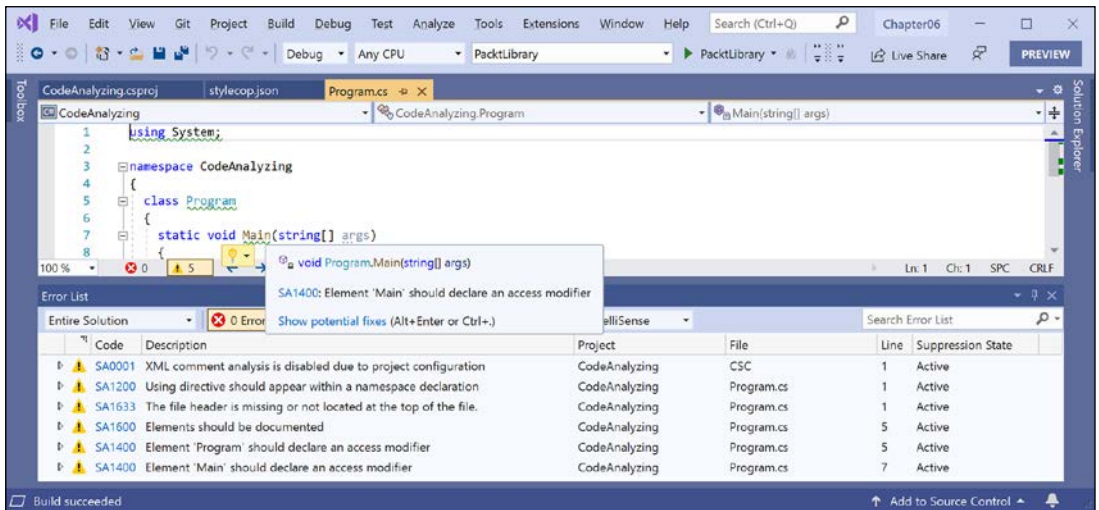 File Edit View Git Project Build Debug Test Analyze Tools Extensions Window Help Search (Ctrl+Q) Chapter06
Debug Any CPU PacktLibrary PacktLibrary Live Share PREVIEW
Toolbox
CodeAnalyzing.csproj stylecop.json Program.cs
Solution Explorer
CodeAnalyzing CodeAnalyzing.Program Main(string[] args)
1 using System;
2
3 namespace CodeAnalyzing
4 {
5 class Program
6 {
7 static void Main(string[] args)
8 {
void Program.Main(string[] args)
SA1400: Element 'Main' should declare an access modifier
Show potential fixes (Alt+Enter or Ctrl+.)
100 % 0 5 Ln: 1 Ch: 1 SPC CRLF
Error List
Entire Solution 0 Error elliSense Search Error List
Code Description Project File Line Suppression State
SA0001 XML comment analysis is disabled due to project configuration CodeAnalyzing CSC 1 Active
SA1200 Using directive should appear within a namespace declaration CodeAnalyzing Program.cs 1 Active
SA1633 The file header is missing or not located at the top of the file. CodeAnalyzing Program.cs 1 Active
SA1600 Elements should be documented CodeAnalyzing Program.cs 5 Active
SA1400 Element 'Program' should declare an access modifier CodeAnalyzing Program.cs 5 Active
SA1400 Element 'Main' should declare an access modifier CodeAnalyzing Program.cs 7 Active
Build succeeded Add to Source Control